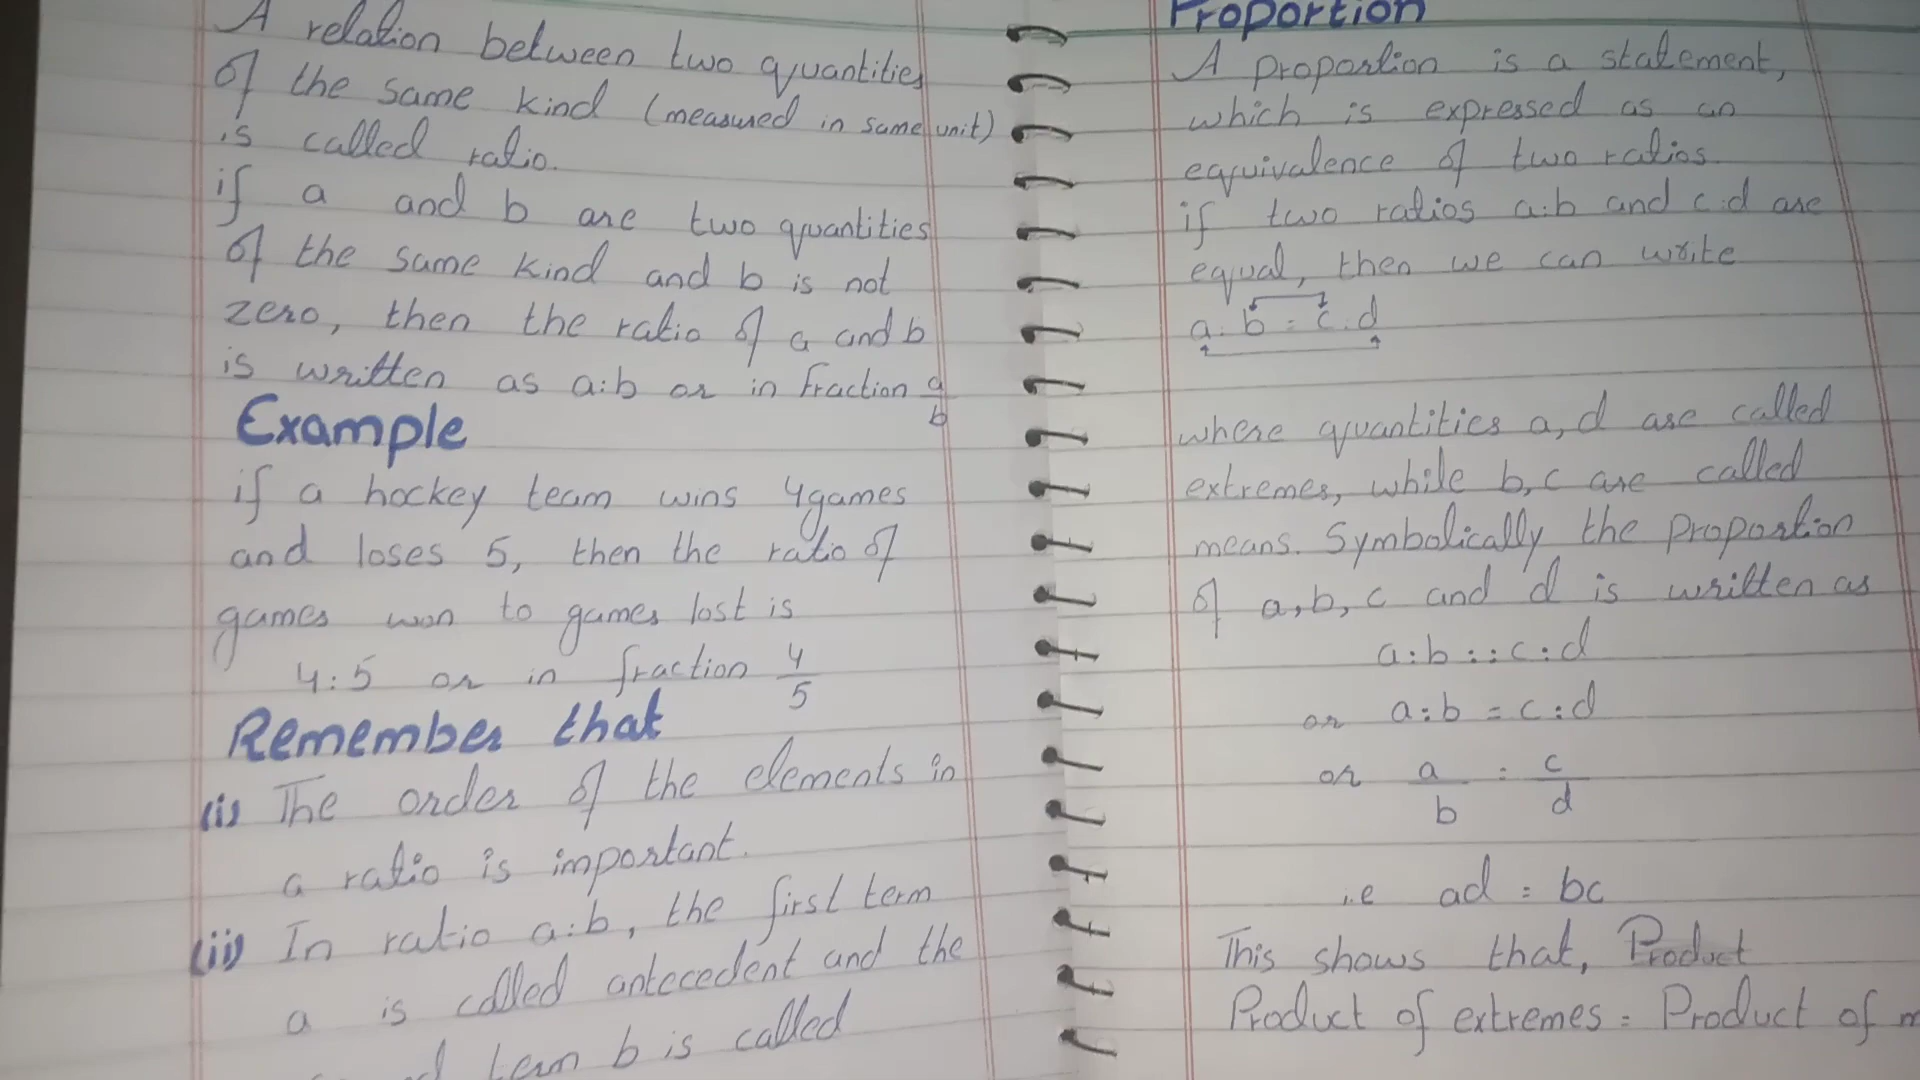 A relation between two quantities
of the same kind (measured in same unit)
is called ratio.
if a and b are two quantities
of the same kind and b is not
zero, then the ratio of a and b
is written as a:b or in fraction a/b
Example
if a hockey team wins 4games
and loses 5, then the ratio of
games won to games lost is
4:5 or in fraction 4/5
Remember that
(i) The order of the elements in
a ratio is important.
(ii) In ratio a:b, the first term
a is called antecedent and the
term b is called
Proportion
A proportion is a statement,
which is expressed as an
equivalence of two ratios.
if two ratios a:b and c:d are
equal, then we can write
a:b = c:d
where quantities a, d are called
extremes, while b, c are called
means. Symbolically the proportion
of a, b, c and d is written as
a:b::c:d
or a:b = c:d
or a/b = c/d
i.e ad = bc
This shows that, Product
Product of extremes = Product of